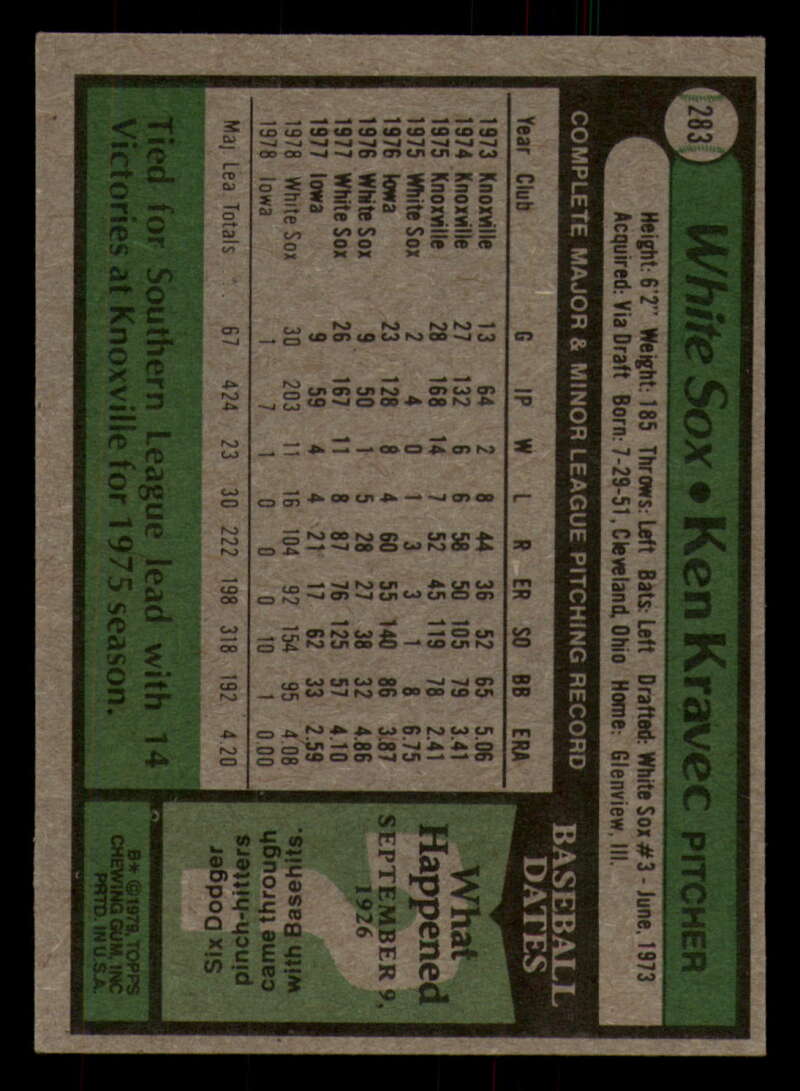 283
White Sox • Ken Kravec PITCHER
Height: 6'2" Weight: 185 Throws: Left Bats: Left Drafted: White Sox #3 - June, 1973
Acquired: Via Draft Born: 7-29-51, Cleveland, Ohio Home: Glenview, Ill.
COMPLETE MAJOR & MINOR LEAGUE PITCHING RECORD
Year Club G IP W L R ER SO BB ERA
1973 Knoxville 13 64 2 8 44 36 52 65 5.06
1974 Knoxville 27 132 6 6 58 50 105 79 3.41
1975 Knoxville 28 168 14 7 52 45 119 78 2.41
1975 White Sox 2 4 0 1 3 3 1 8 6.75
1976 Iowa 23 128 8 4 60 55 140 86 3.87
1976 White Sox 9 50 1 5 28 27 38 32 4.86
1977 White Sox 26 167 11 8 87 76 125 57 4.10
1977 Iowa 9 59 4 4 21 17 62 33 2.59
1978 White Sox 30 203 11 16 104 92 154 95 4.08
1978 Iowa 1 7 1 0 0 0 10 1 0.00
Maj. Lea Totals . . 67 424 23 30 222 198 318 192 4.20
Tied for Southern League lead with 14
Victories at Knoxville for 1975 season.
BASEBALL
DATES
What
Happened
SEPTEMBER 9,
1926
?
Six Dodger
pinch-hitters
came through
with Basehits.
B* ©1979, TOPPS
CHEWING GUM, INC
PRTD. IN U.S.A.